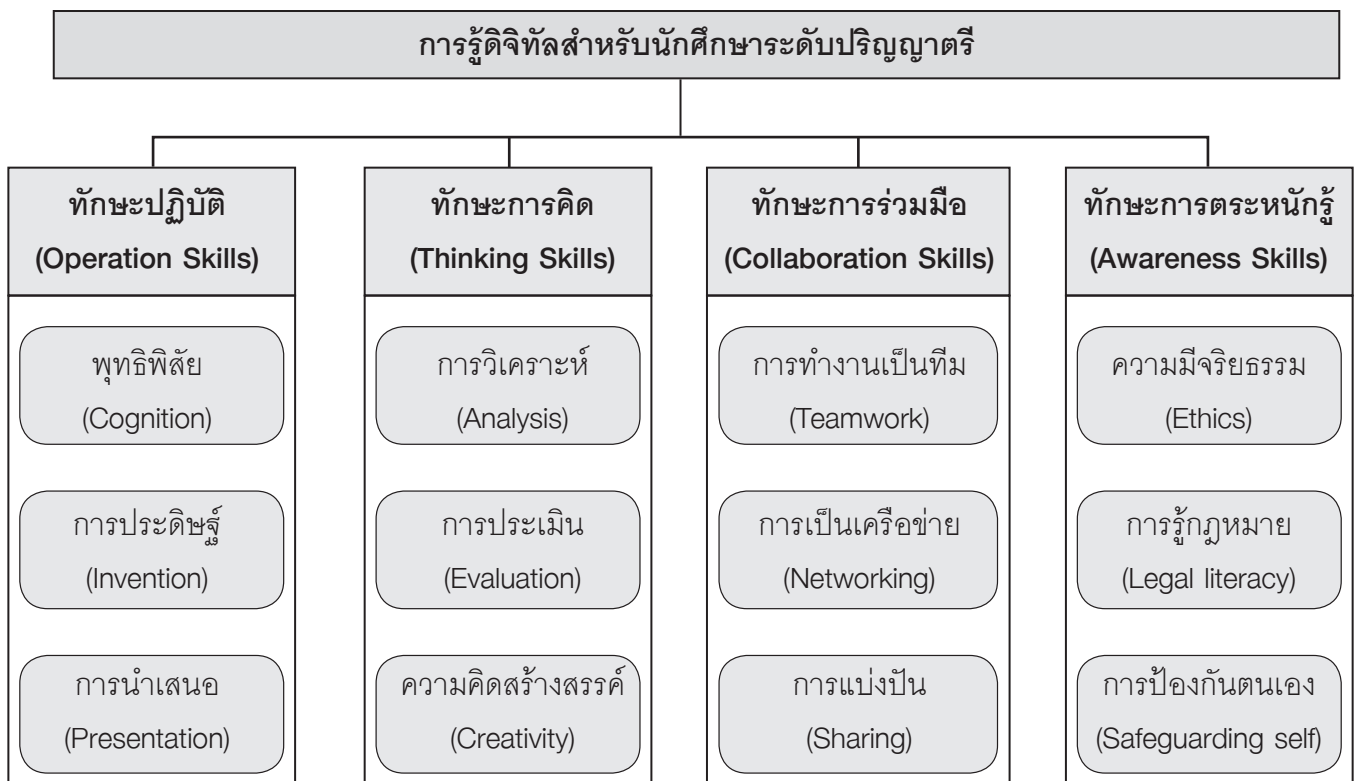 การรู้ดิจิทัลสำหรับนักศึกษาระดับปริญญาตรี
ทักษะปฏิบัติ
(Operation Skills)
พุทธิพิสัย
(Cognition)
การประดิษฐ์
(Invention)
การนำเสนอ
(Presentation)
ทักษะการคิด
(Thinking Skills)
การวิเคราะห์
(Analysis)
การประเมิน
(Evaluation)
ความคิดสร้างสรรค์
(Creativity)
ทักษะการร่วมมือ
(Collaboration Skills)
การทำงานเป็นทีม
(Teamwork)
การเป็นเครือข่าย
(Networking)
การแบ่งปัน
(Sharing)
ทักษะการตระหนักรู้
(Awareness Skills)
ความมีจริยธรรม
(Ethics)
การรู้กฎหมาย
(Legal literacy)
การป้องกันตนเอง
(Safeguarding self)